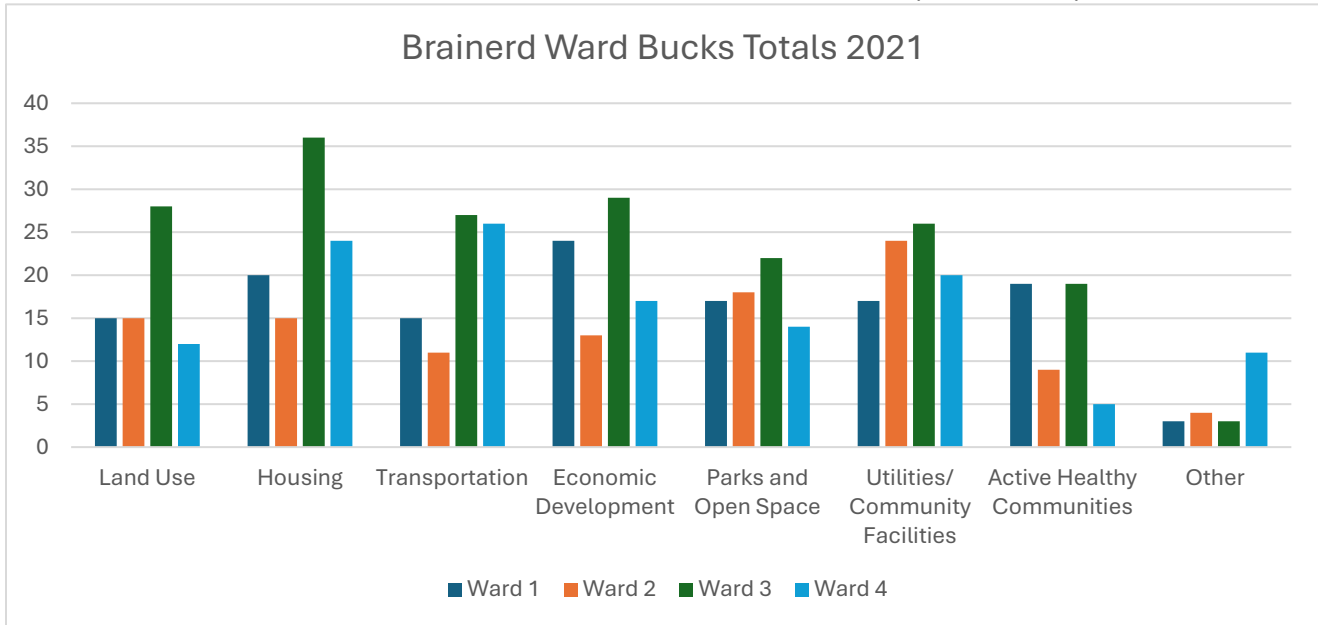 Brainerd Ward Bucks Totals 2021
40
35
30
25
20
15
10
5
0
Land Use
Housing
Transportation
Economic
Development
Parks and
Open Space
Utilities/
Community
Facilities
Active Healthy
Communities
Other
Ward 1
Ward 2
Ward 3
Ward 4